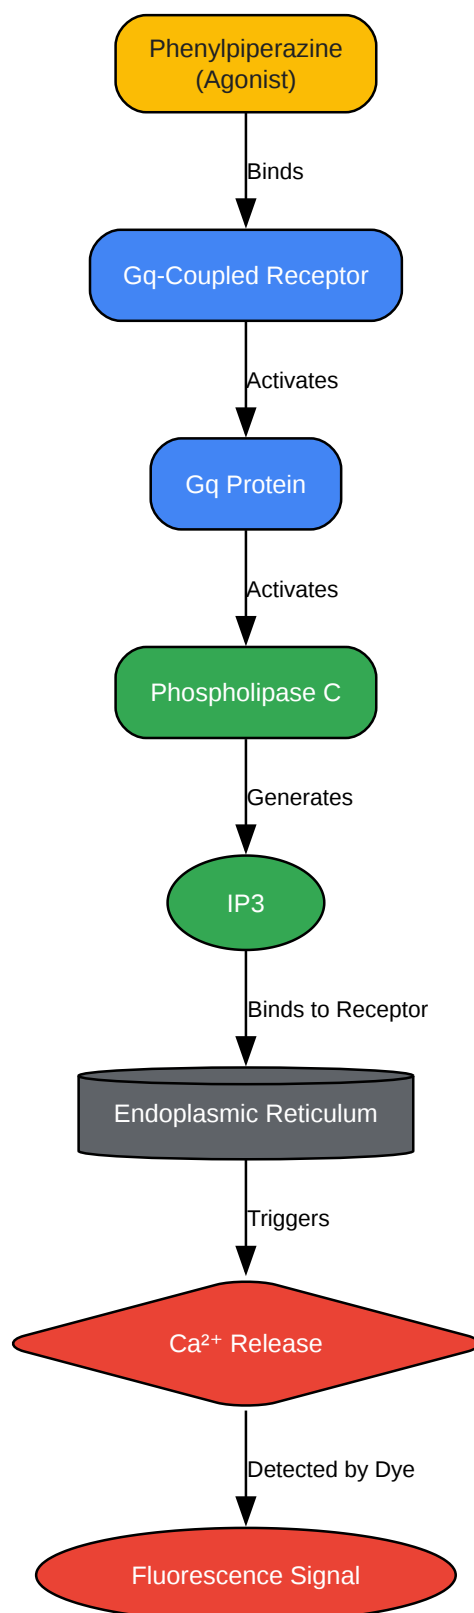 Phenylpiperazine
(Agonist)
Binds
Gq-Coupled Receptor
Activates
Gq Protein
Activates
Phospholipase C
Generates
IP3
Binds to Receptor
Endoplasmic Reticulum
Triggers
Ca²⁺ Release
Detected by Dye
Fluorescence Signal